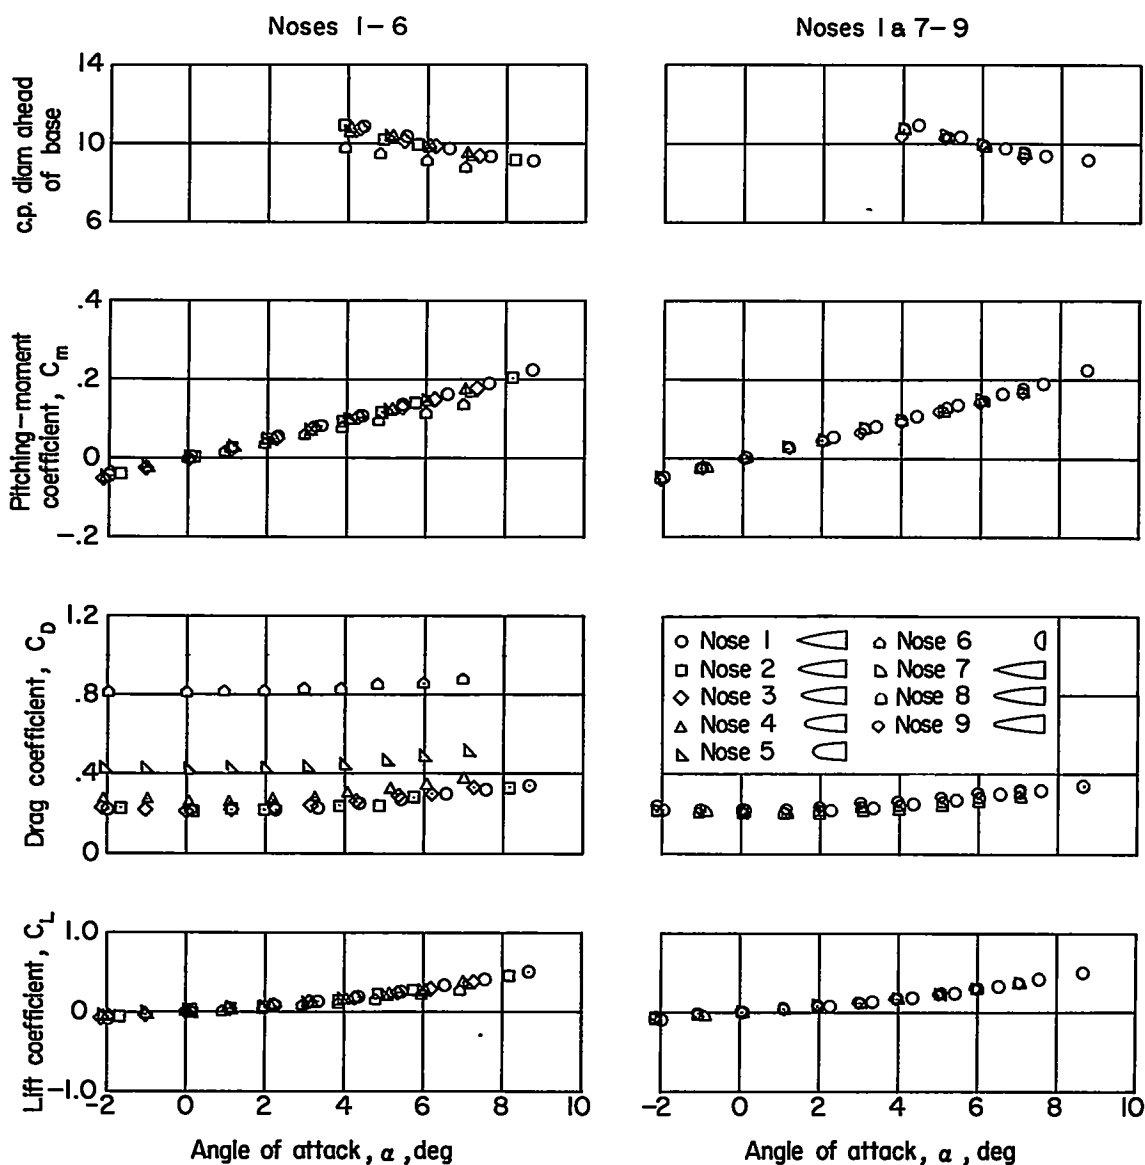 Noses 1-6
Noses 1 & 7-9
c.p. diam ahead of base
14
10
6
Pitching-moment coefficient, Cm
.4
.2
0
-.2
Drag coefficient, CD
1.2
.8
.4
0
Nose 1
Nose 2
Nose 3
Nose 4
Nose 5
Nose 6
Nose 7
Nose 8
Nose 9
Lift coefficient, CL
1.0
0
-1.0
-2 0 2 4 6 8 10
-2 0 2 4 6 8 10
Angle of attack, α, deg
Angle of attack, α, deg